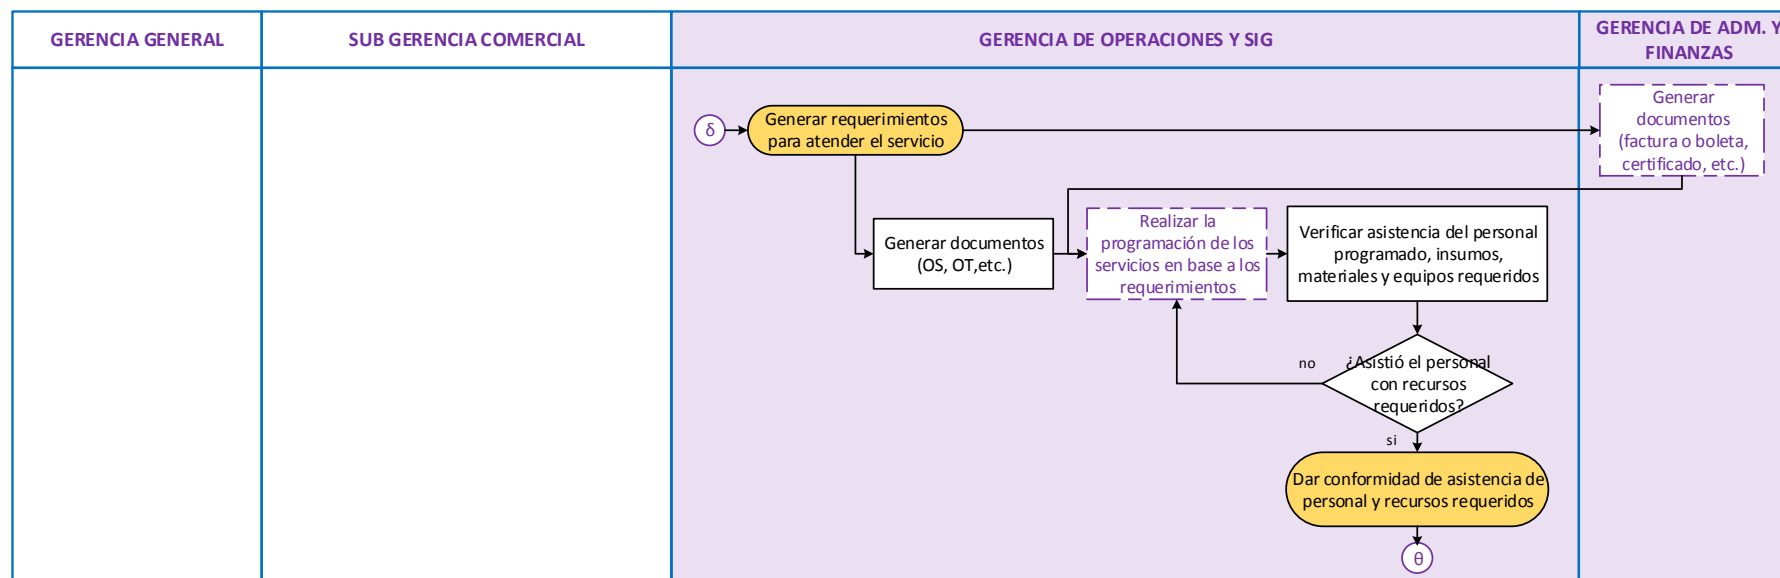 GERENCIA GENERAL
SUB GERENCIA COMERCIAL
GERENCIA DE OPERACIONES Y SIG
GERENCIA DE ADM. Y
FINANZAS
δ
Generar requerimientos
para atender el servicio
Generar
documentos
(factura o boleta,
certificado, etc.)
Generar documentos
(OS, OT,etc.)
Realizar la
programación de los
servicios en base a los
requerimientos
Verificar asistencia del personal
programado, insumos,
materiales y equipos requeridos
no
¿Asistió el personal
con recursos
requeridos?
si
Dar conformidad de asistencia de
personal y recursos requeridos
θ